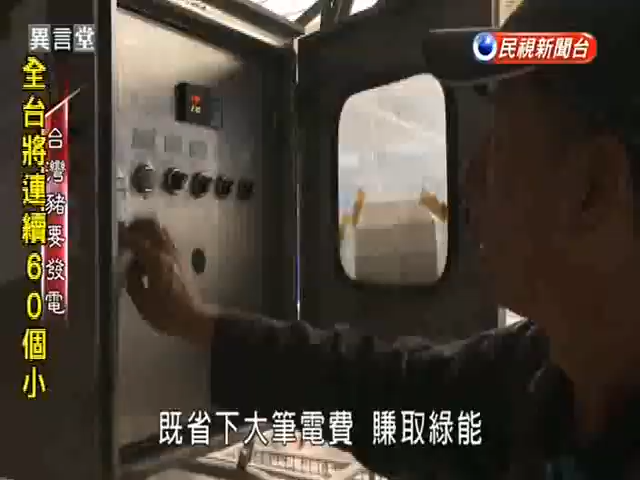 異言堂
民視新聞台
全台將連續60個小
台灣豬要發電
既省下大筆電費 賺取綠能